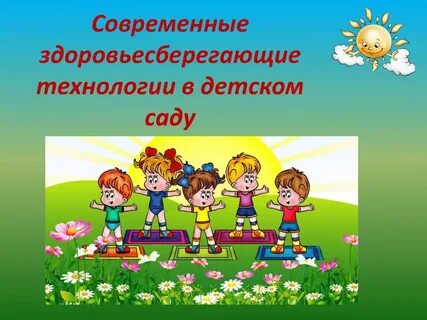 Современные
здоровьесберегающие
технологии в детском
саду